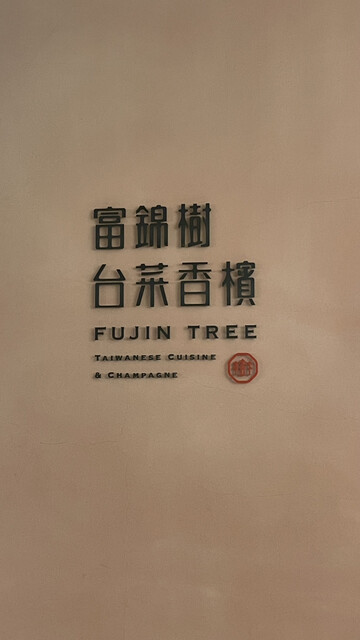 富錦樹
台菜香檳
FUJIN TREE
TAIWANESE CUISINE
& CHAMPAGNE